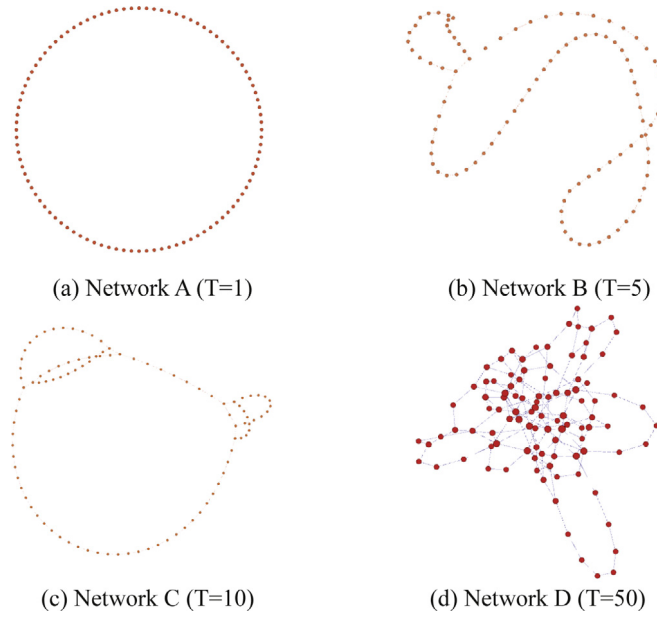 (a) Network A (T=1)
(b) Network B (T=5)
(c) Network C (T=10)
(d) Network D (T=50)